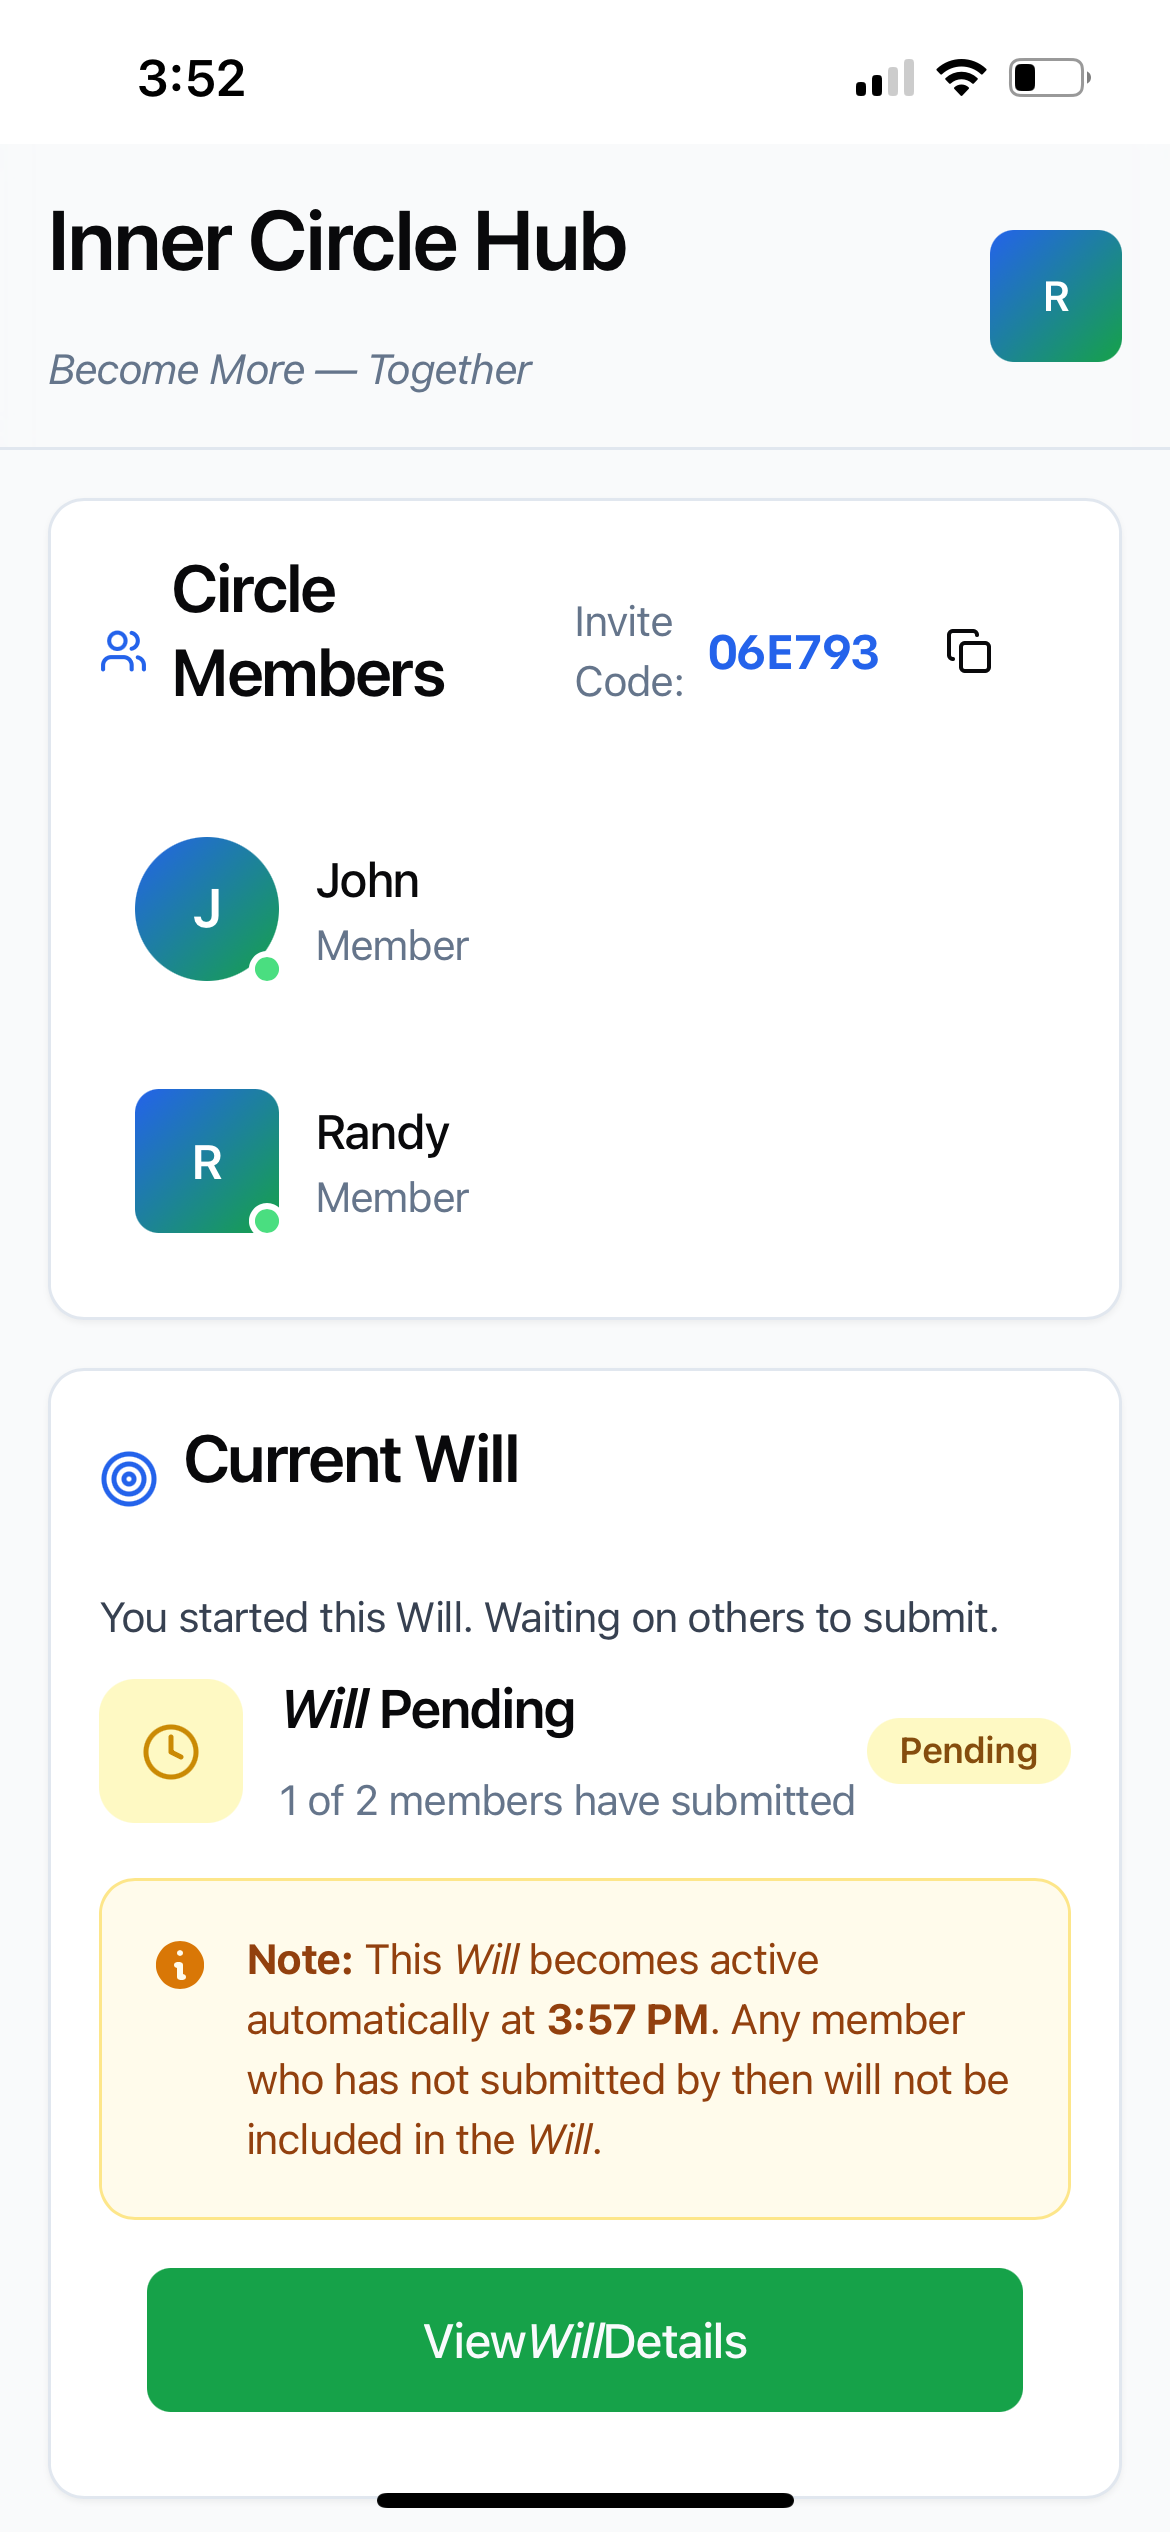 3:52
Inner Circle Hub
R
Become More — Together
Circle
Members
Invite
Code:
06E793
J
John
Member
R
Randy
Member
Current Will
You started this Will. Waiting on others to submit.
Will Pending
Pending
1 of 2 members have submitted
Note: This Will becomes active
automatically at 3:57 PM. Any member
who has not submitted by then will not be
included in the Will.
ViewWillDetails